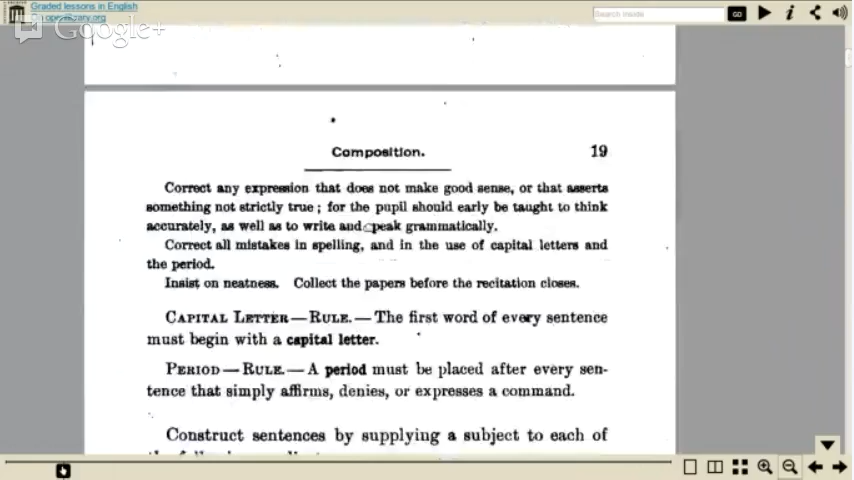 Graded lessons in English
On openlibrary.org
Google+
Search inside
GO
Composition.
19
Correct any expression that does not make good sense, or that asserts
something not strictly true; for the pupil should early be taught to think
accurately, as well as to write and speak grammatically.
Correct all mistakes in spelling, and in the use of capital letters and
the period.
Insist on neatness. Collect the papers before the recitation closes.
CAPITAL LETTER—RULE.—The first word of every sentence
must begin with a capital letter.
PERIOD—RULE.—A period must be placed after every sen-
tence that simply affirms, denies, or expresses a command.
Construct sentences by supplying a subject to each of